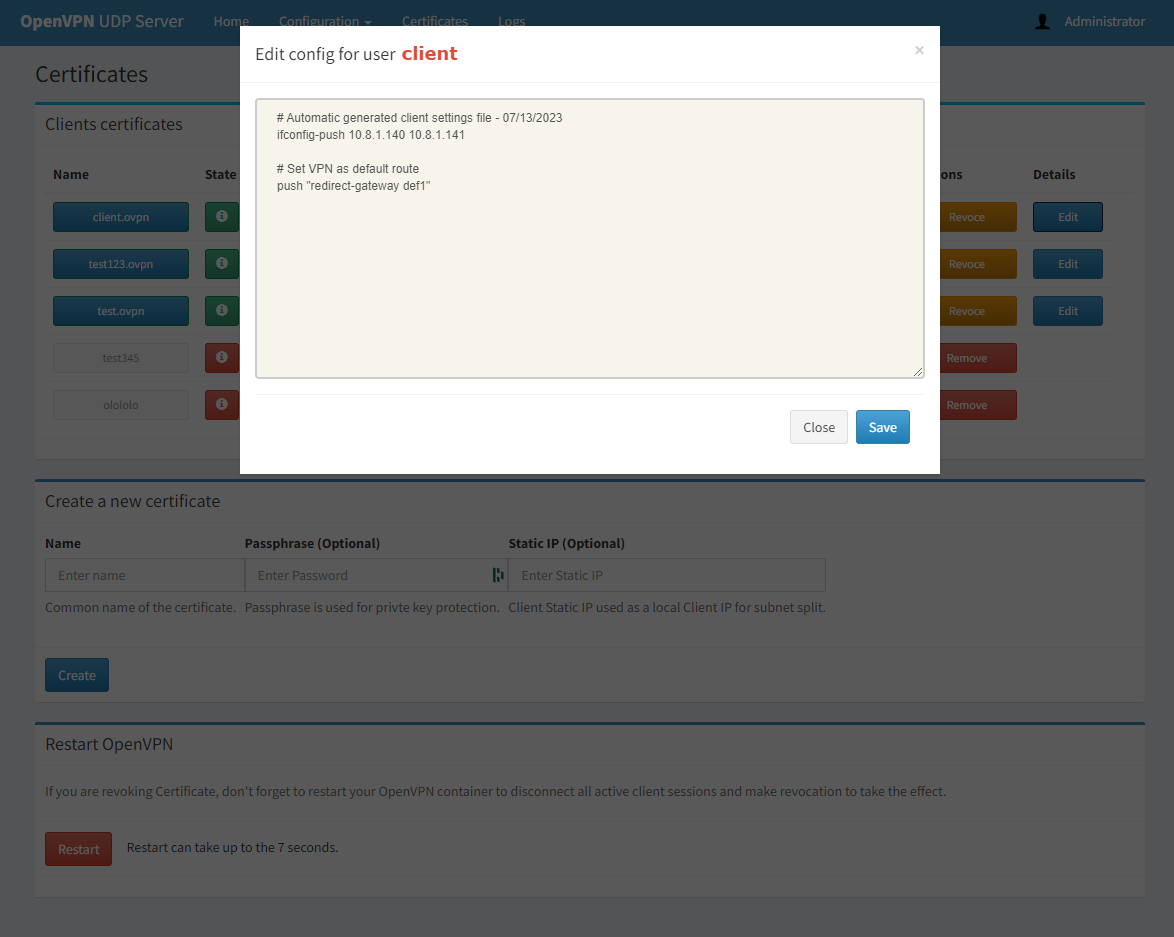 OpenVPN UDP Server Home Configuration Certificates Logs Administrator
Edit config for user client ×
# Automatic generated client settings file - 07/13/2023
ifconfig-push 10.8.1.140 10.8.1.141
# Set VPN as default route
push "redirect-gateway def1"
Close Save
Certificates
Clients certificates
Name State ons Details
client.ovpn Revoce Edit
test123.ovpn Revoce Edit
test.ovpn Revoce Edit
test345 Remove
olololo Remove
Create a new certificate
Name Passphrase (Optional) Static IP (Optional)
Enter name Enter Password Enter Static IP
Common name of the certificate. Passphrase is used for privte key protection. Client Static IP used as a local Client IP for subnet split.
Create
Restart OpenVPN
If you are revoking Certificate, don't forget to restart your OpenVPN container to disconnect all active client sessions and make revocation to take the effect.
Restart Restart can take up to the 7 seconds.